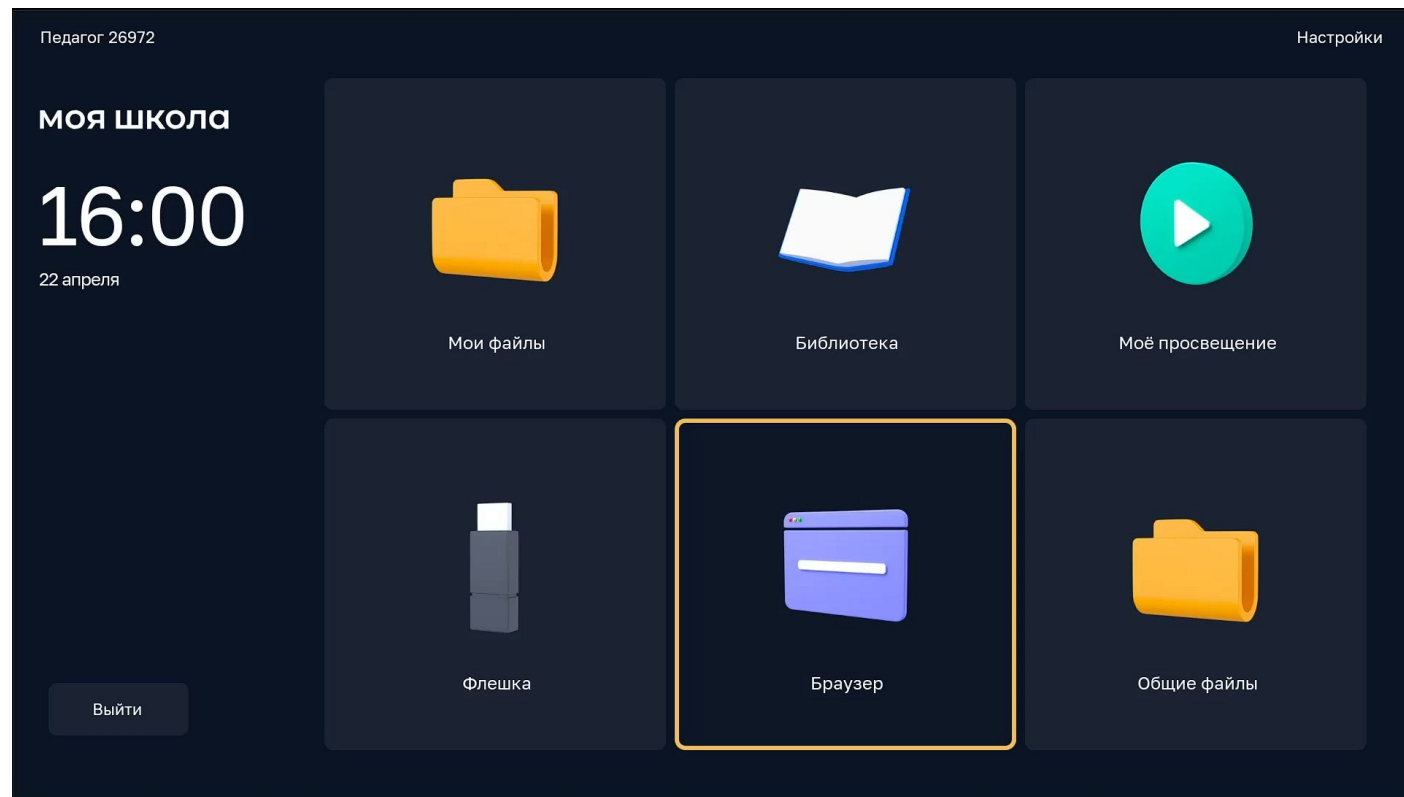 Педагог 26972
Настройки
моя школа
16:00
22 апреля
Мои файлы
Библиотека
Моё просвещение
Флешка
Браузер
Общие файлы
Выйти